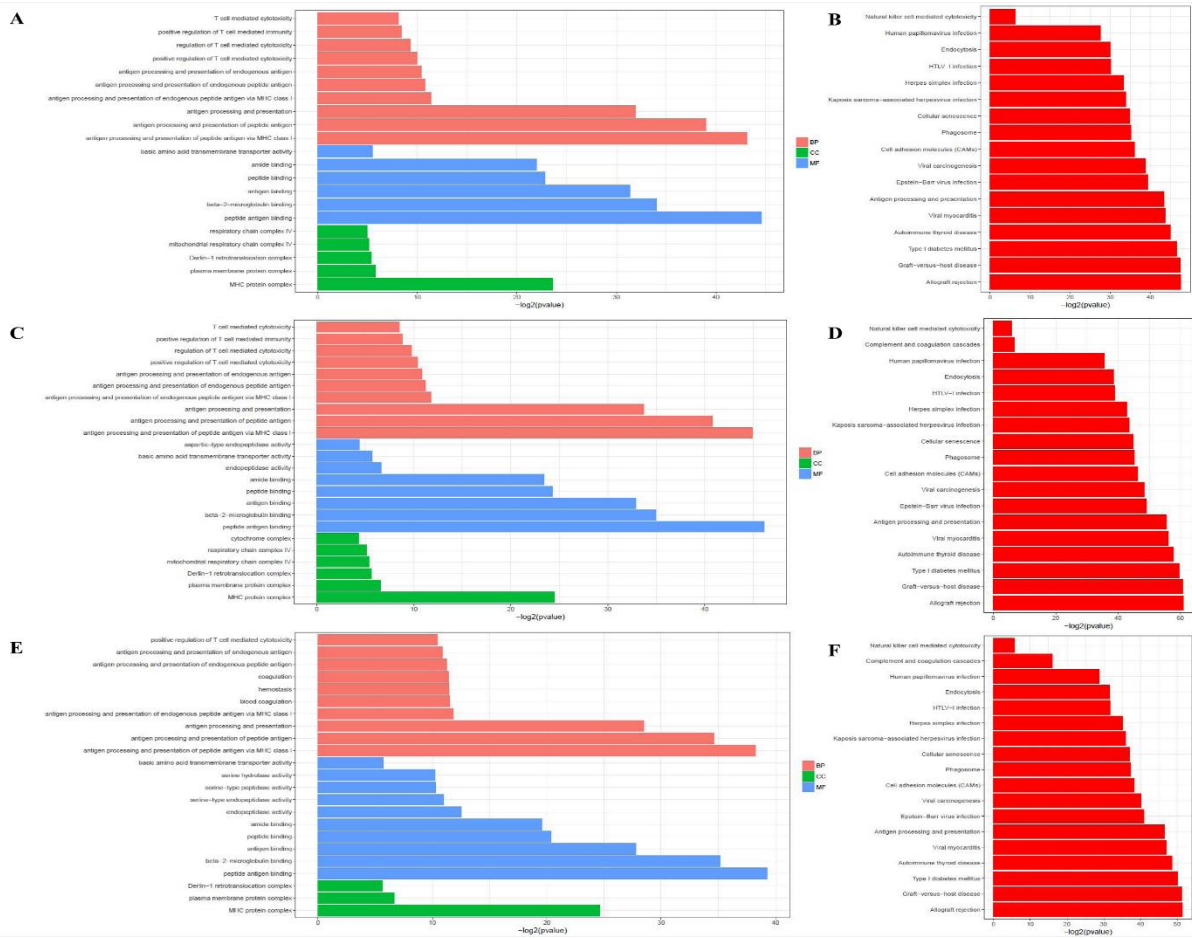 A
T cell mediated cytotoxicity
positive regulation of T cell mediated immunity
regulation of T cell mediated cytotoxicity
positive regulation of T cell mediated cytotoxicity
antigen processing and presentation of endogenous antigen
antigen processing and presentation of endogenous peptide antigen
antigen processing and presentation of endogenous peptide antigen via MHC class I
antigen processing and presentation
antigen processing and presentation of peptide antigen
antigen processing and presentation of peptide antigen via MHC class I
basic amino acid transmembrane transporter activity
amide binding
peptide binding
antigen binding
beta-2-microglobulin binding
peptide antigen binding
respiratory chain complex IV
mitochondrial respiratory chain complex IV
Derlin-1 retrotranslocation complex
plasma membrane protein complex
MHC protein complex
0 10 20 30 40
-log2(pvalue)
BP
CC
MF
B
Natural killer cell mediated cytotoxicity
Human papillomavirus infection
Endocytosis
HTLV-I infection
Herpes simplex infection
Kaposis sarcoma-associated herpesvirus infection
Cellular senescence
Phagosome
Cell adhesion molecules (CAMs)
Viral carcinogenesis
Epstein-Barr virus infection
Antigen processing and presentation
Viral myocarditis
Autoimmune thyroid disease
Type I diabetes mellitus
Graft-versus-host disease
Allograft rejection
0 10 20 30 40
-log2(pvalue)
C
T cell mediated cytotoxicity
positive regulation of T cell mediated immunity
regulation of T cell mediated cytotoxicity
positive regulation of T cell mediated cytotoxicity
antigen processing and presentation of endogenous antigen
antigen processing and presentation of endogenous peptide antigen
antigen processing and presentation of endogenous peptide antigen via MHC class I
antigen processing and presentation
antigen processing and presentation of peptide antigen
antigen processing and presentation of peptide antigen via MHC class I
aspartic-type endopeptidase activity
basic amino acid transmembrane transporter activity
endopeptidase activity
amide binding
peptide binding
antigen binding
beta-2-microglobulin binding
peptide antigen binding
cytochrome complex
respiratory chain complex IV
mitochondrial respiratory chain complex IV
Derlin-1 retrotranslocation complex
plasma membrane protein complex
MHC protein complex
0 10 20 30 40
-log2(pvalue)
BP
CC
MF
D
Natural killer cell mediated cytotoxicity
Complement and coagulation cascades
Human papillomavirus infection
Endocytosis
HTLV-I infection
Herpes simplex infection
Kaposis sarcoma-associated herpesvirus infection
Cellular senescence
Phagosome
Cell adhesion molecules (CAMs)
Viral carcinogenesis
Epstein-Barr virus infection
Antigen processing and presentation
Viral myocarditis
Autoimmune thyroid disease
Type I diabetes mellitus
Graft-versus-host disease
Allograft rejection
0 10 20 30 40 50 60
-log2(pvalue)
E
positive regulation of T cell mediated cytotoxicity
antigen processing and presentation of endogenous antigen
antigen processing and presentation of endogenous peptide antigen
coagulation
hemostasis
blood coagulation
antigen processing and presentation of endogenous peptide antigen via MHC class I
antigen processing and presentation
antigen processing and presentation of peptide antigen
antigen processing and presentation of peptide antigen via MHC class I
basic amino acid transmembrane transporter activity
serine hydrolase activity
serine-type peptidase activity
serine-type endopeptidase activity
endopeptidase activity
amide binding
peptide binding
antigen binding
beta-2-microglobulin binding
peptide antigen binding
Derlin-1 retrotranslocation complex
plasma membrane protein complex
MHC protein complex
0 10 20 30 40
-log2(pvalue)
BP
CC
MF
F
Natural killer cell mediated cytotoxicity
Complement and coagulation cascades
Human papillomavirus infection
Endocytosis
HTLV-I infection
Herpes simplex infection
Kaposis sarcoma-associated herpesvirus infection
Cellular senescence
Phagosome
Cell adhesion molecules (CAMs)
Viral carcinogenesis
Epstein-Barr virus infection
Antigen processing and presentation
Viral myocarditis
Autoimmune thyroid disease
Type I diabetes mellitus
Graft-versus-host disease
Allograft rejection
0 10 20 30 40 50
-log2(pvalue)